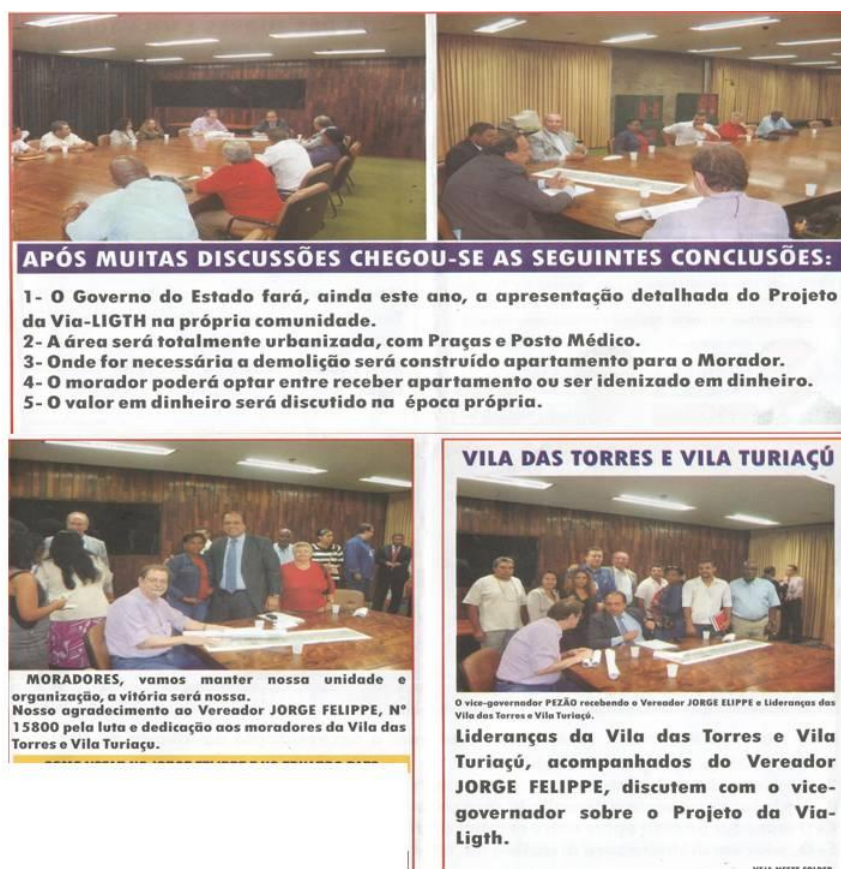 APÓS MUITAS DISCUSSÕES CHEGOU-SE AS SEGUINTES CONCLUSÕES:
1- O Governo do Estado fará, ainda este ano, a apresentação detalhada do Projeto
da Via-LIGTH na própria comunidade.
2- A área será totalmente urbanizada, com Praças e Posto Médico.
3- Onde for necessária a demolição será construído apartamento para o Morador.
4- O morador poderá optar entre receber apartamento ou ser idenizado em dinheiro.
5- O valor em dinheiro será discutido na época própria.
MORADORES, vamos manter nossa unidade e
organização, a vitória será nossa.
Nosso agradecimento ao Vereador JORGE FELIPPE, Nº
15800 pela luta e dedicação aos moradores da Vila das
Torres e Vila Turiaçu.
VILA DAS TORRES E VILA TURIAÇÚ
O vice-governador PEZÃO recebendo o Vereador JORGE ELIPPE e Lideranças das
Vila das Torres e Vila Turiaçú.
Lideranças da Vila das Torres e Vila
Turiaçú, acompanhados do Vereador
JORGE FELIPPE, discutem com o vice-
governador sobre o Projeto da Via-
Ligth.